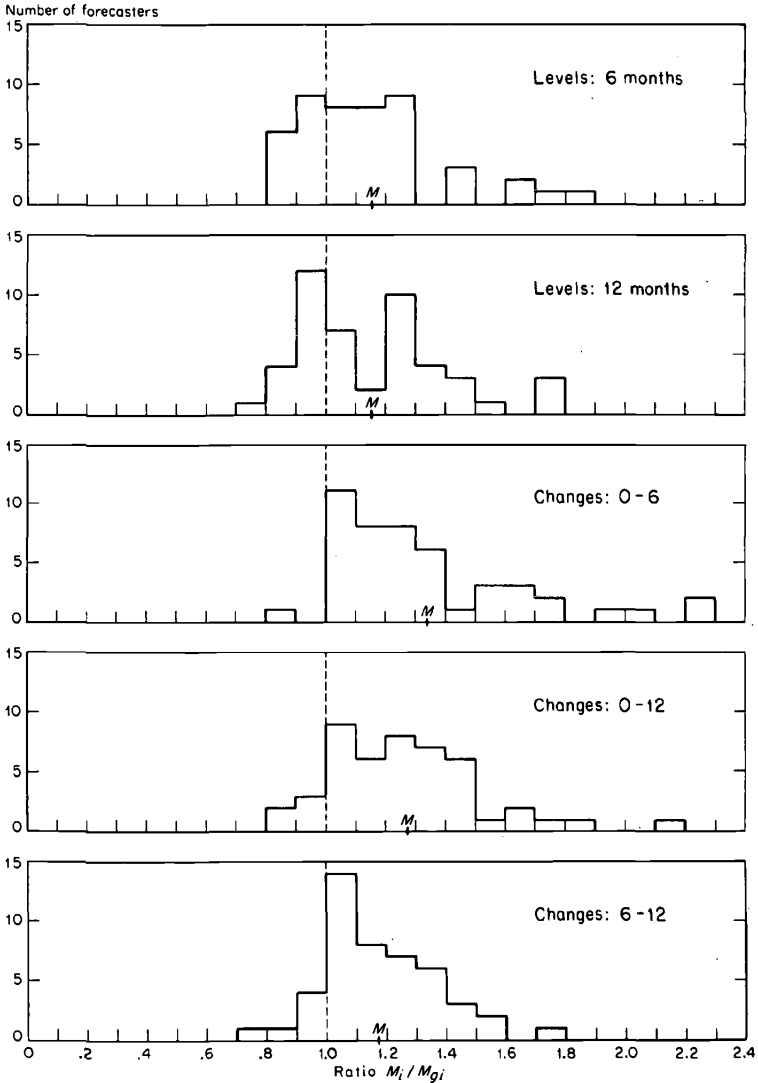 Number of forecasters
15
10
5
0
Levels: 6 months
M
15
10
5
0
Levels: 12 months
M
15
10
5
0
Changes: 0-6
M
15
10
5
0
Changes: 0-12
M
15
10
5
0
Changes: 6-12
M
0 .2 .4 .6 .8 1.0 1.2 1.4 1.6 1.8 2.0 2.2 2.4
Ratio Mi/Mgi